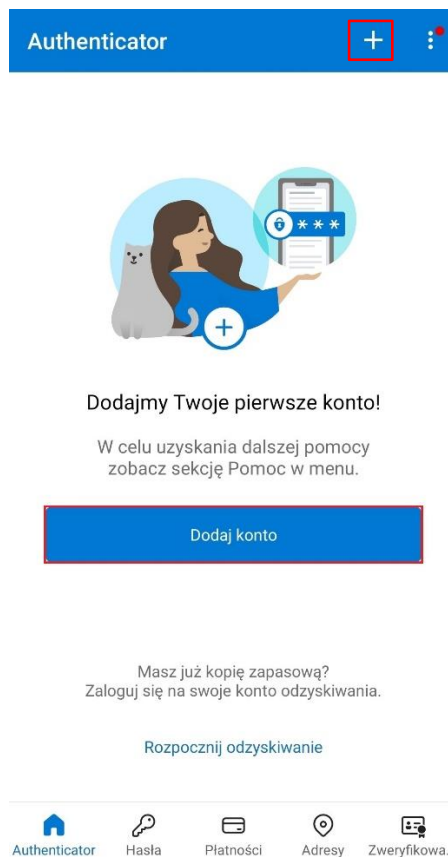 Authenticator
Dodajmy Twoje pierwsze konto!
W celu uzyskania dalszej pomocy
zobacz sekcję Pomoc w menu.
Dodaj konto
Masz już kopię zapasową?
Zaloguj się na swoje konto odzyskiwania.
Rozpocznij odzyskiwanie
Authenticator Hasła Płatności Adresy Zweryfikowa.